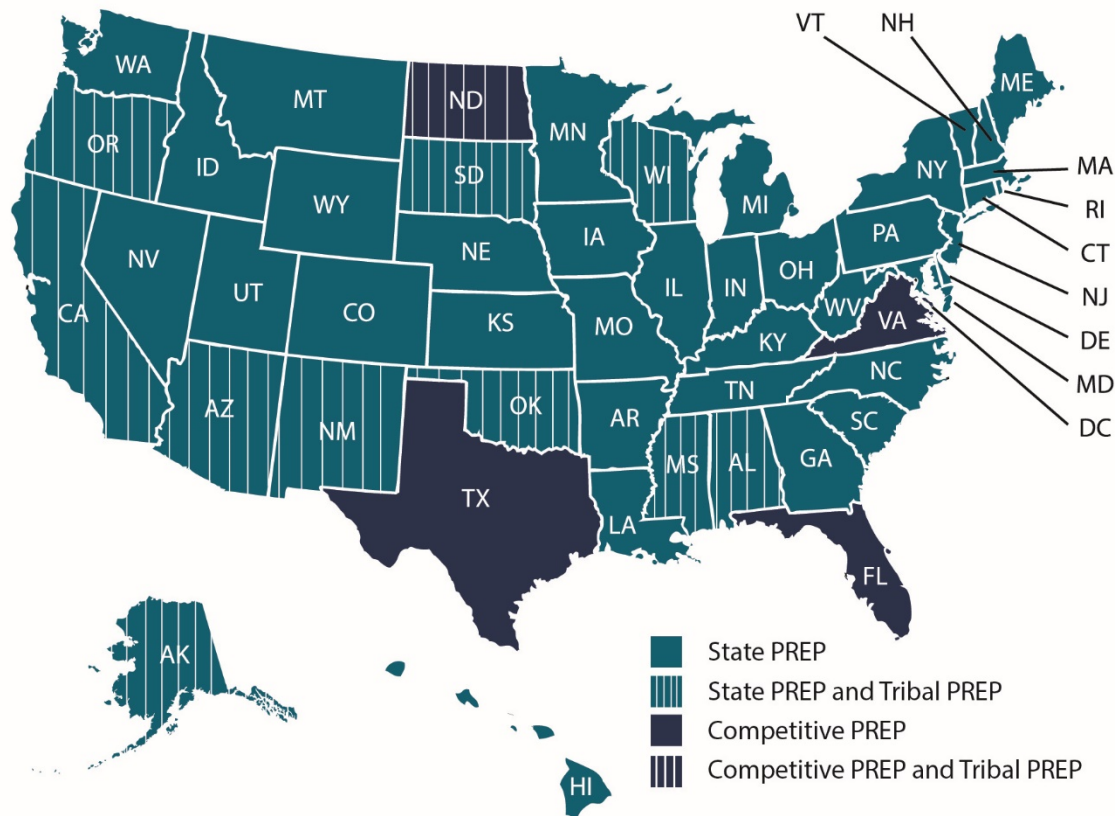 VT
NH
WA
MT
ND
MN
ME
OR
ID
SD
WI
NY
MA
WY
MI
RI
IA
PA
CT
NE
NV
IL
IN
OH
NJ
UT
CO
WV
CA
KS
MO
VA
DE
KY
NC
MD
TN
AZ
OK
AR
DC
NM
SC
MS
AL
GA
TX
LA
FL
AK
HI
State PREP
State PREP and Tribal PREP
Competitive PREP
Competitive PREP and Tribal PREP